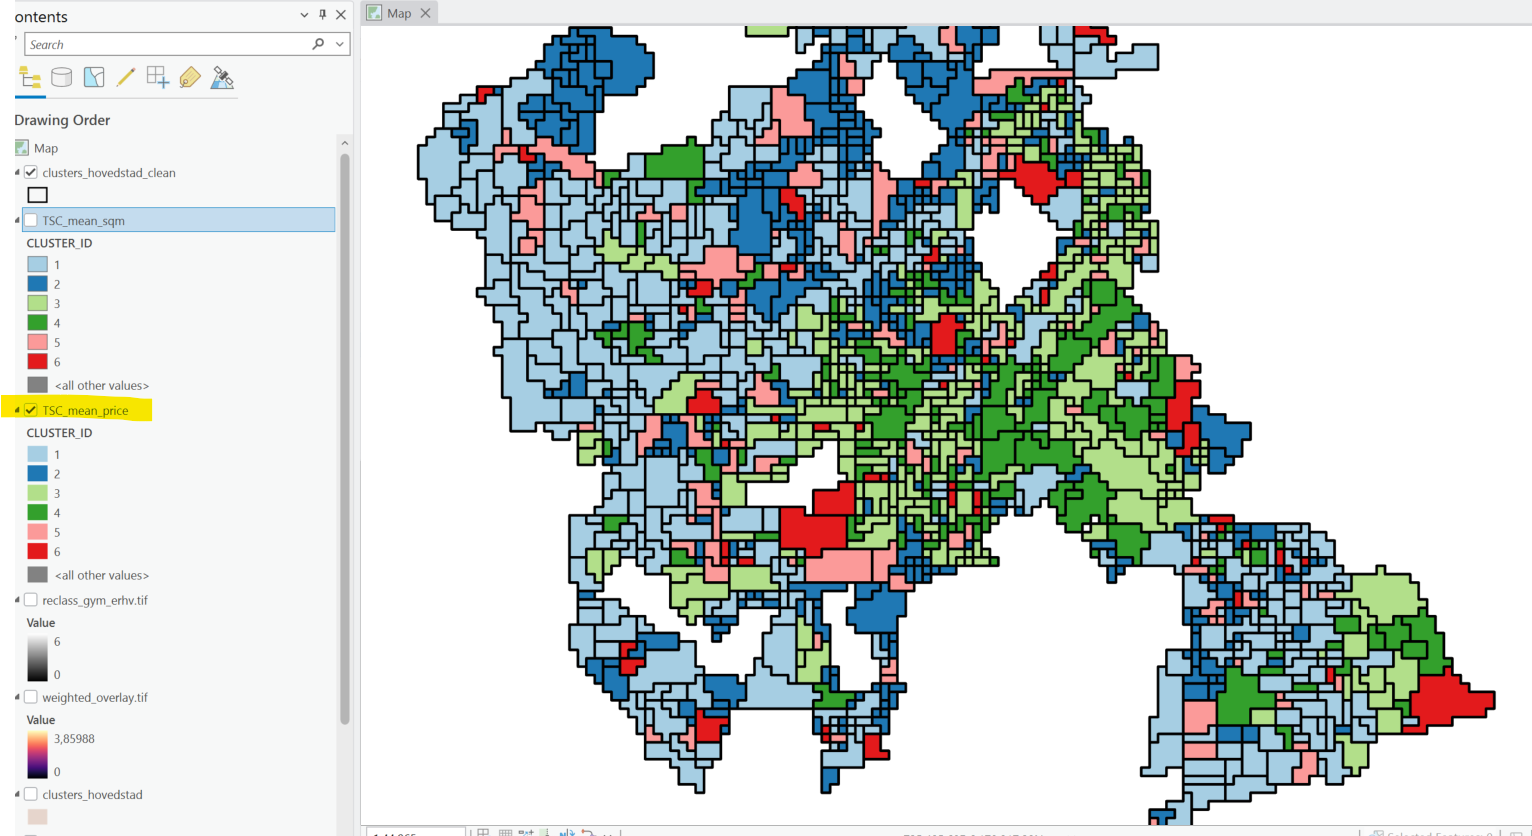 ontents
Map
Search
Drawing Order
Map
clusters_hovedstad_clean
TSC_mean_sqm
CLUSTER_ID
1
2
3
4
5
6
<all other values>
TSC_mean_price
CLUSTER_ID
1
2
3
4
5
6
<all other values>
reclass_gym_erhv.tif
Value
6
0
weighted_overlay.tif
Value
3,85988
0
clusters_hovedstad